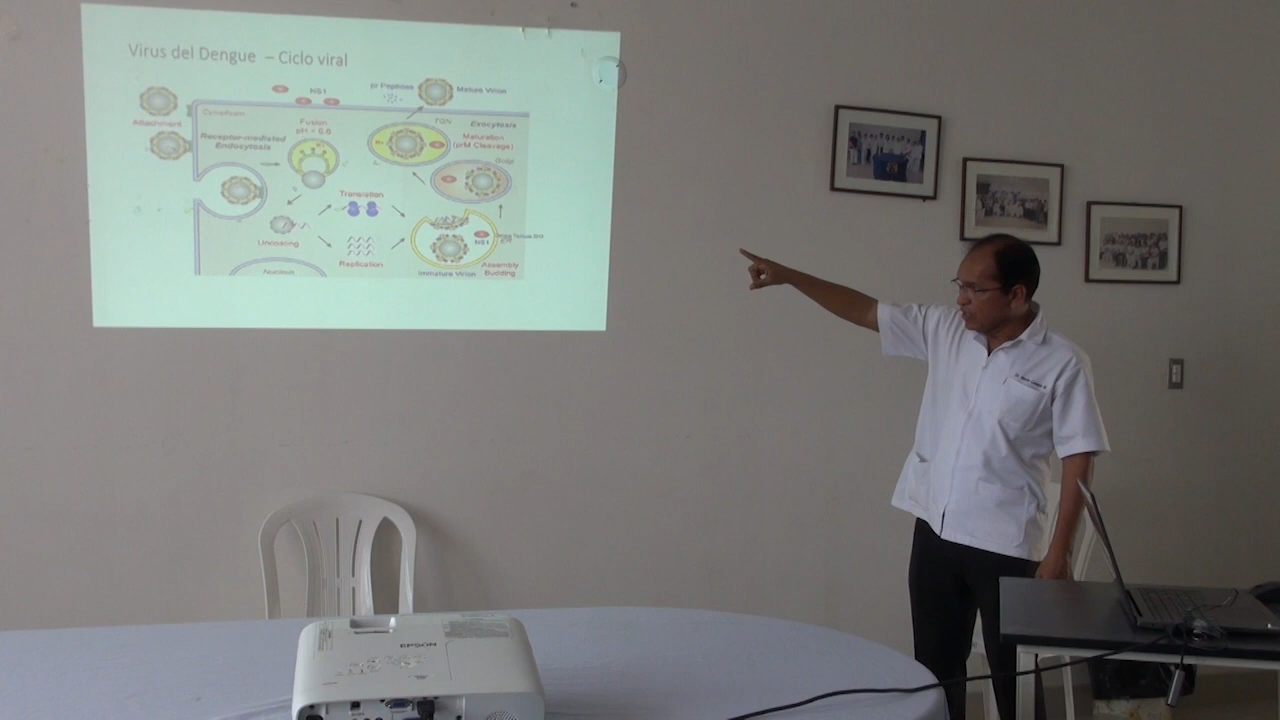 Virus del Dengue – Ciclo viral
pr Peptides
Mature Virion
NS1
Attachment
Cytoplasm
Fusion
pH < 6.6
TGN
Exocytosis
Receptor-mediated
Endocytosis
Maturation
(prM Cleavage)
Golgi
Translation
Uncoating
Replication
NS1
ER
Immature Virion
Assembly
Budding
Nucleus
EPSON